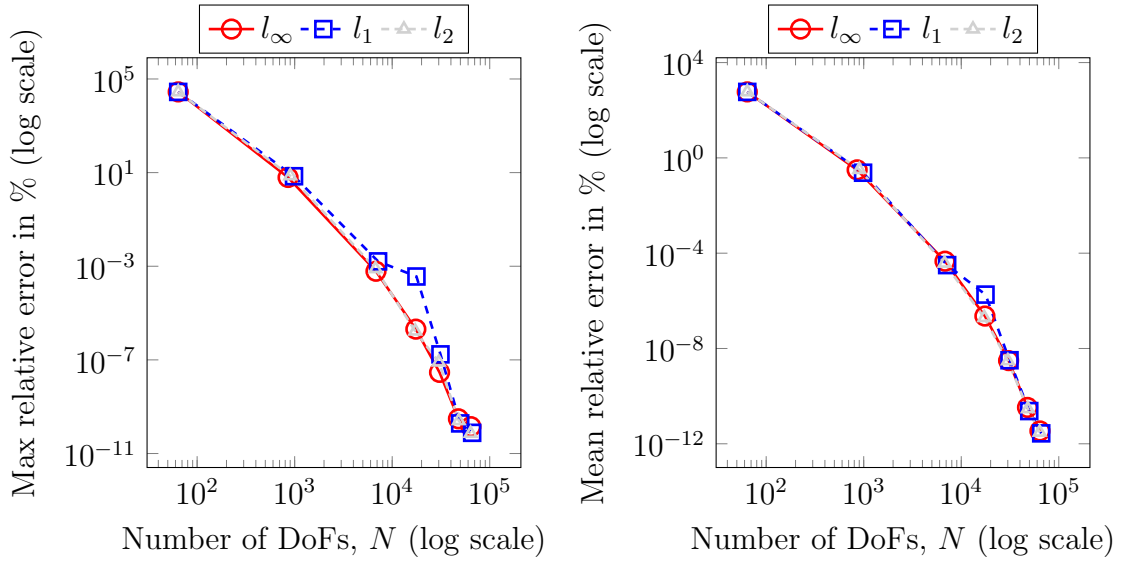 l∞ l1 l2
Max relative error in % (log scale)
10^5
10^1
10^−3
10^−7
10^−11
10^2 10^3 10^4 10^5
Number of DoFs, N (log scale)
l∞ l1 l2
Mean relative error in % (log scale)
10^4
10^0
10^−4
10^−8
10^−12
10^2 10^3 10^4 10^5
Number of DoFs, N (log scale)